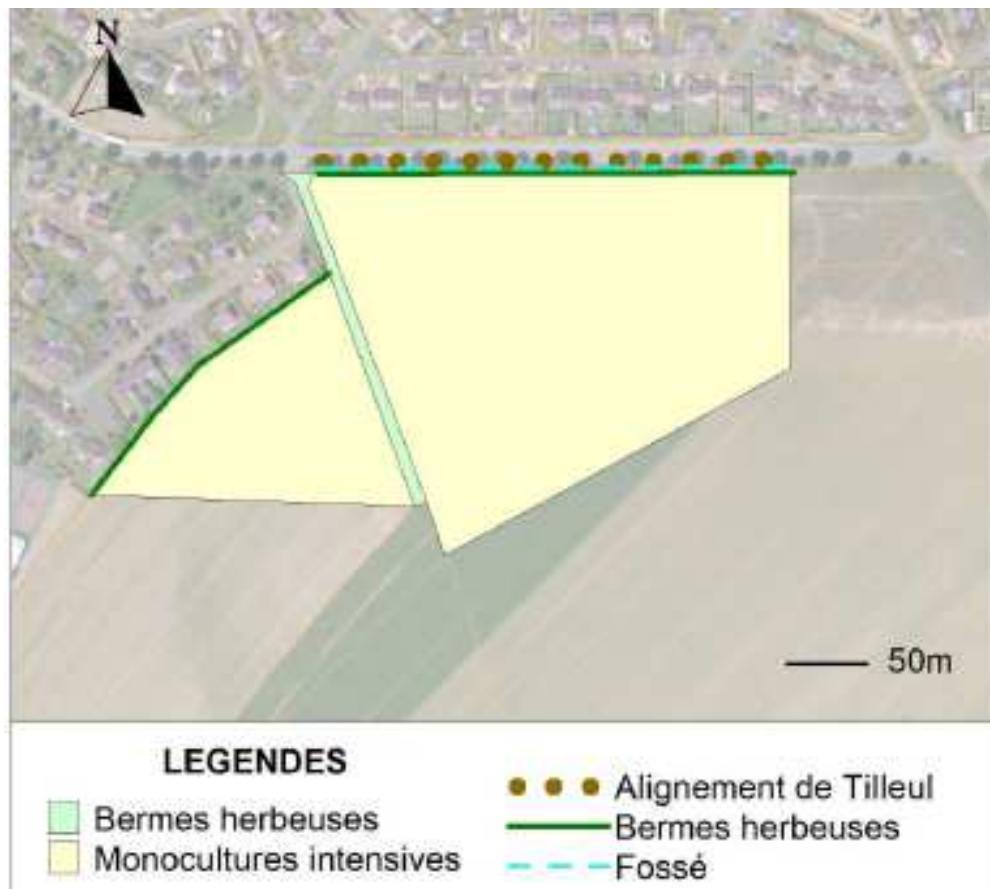 N
50m
LEGENDES
Bermes herbeuses
Monocultures intensives
Alignement de Tilleul
Bermes herbeuses
Fossé